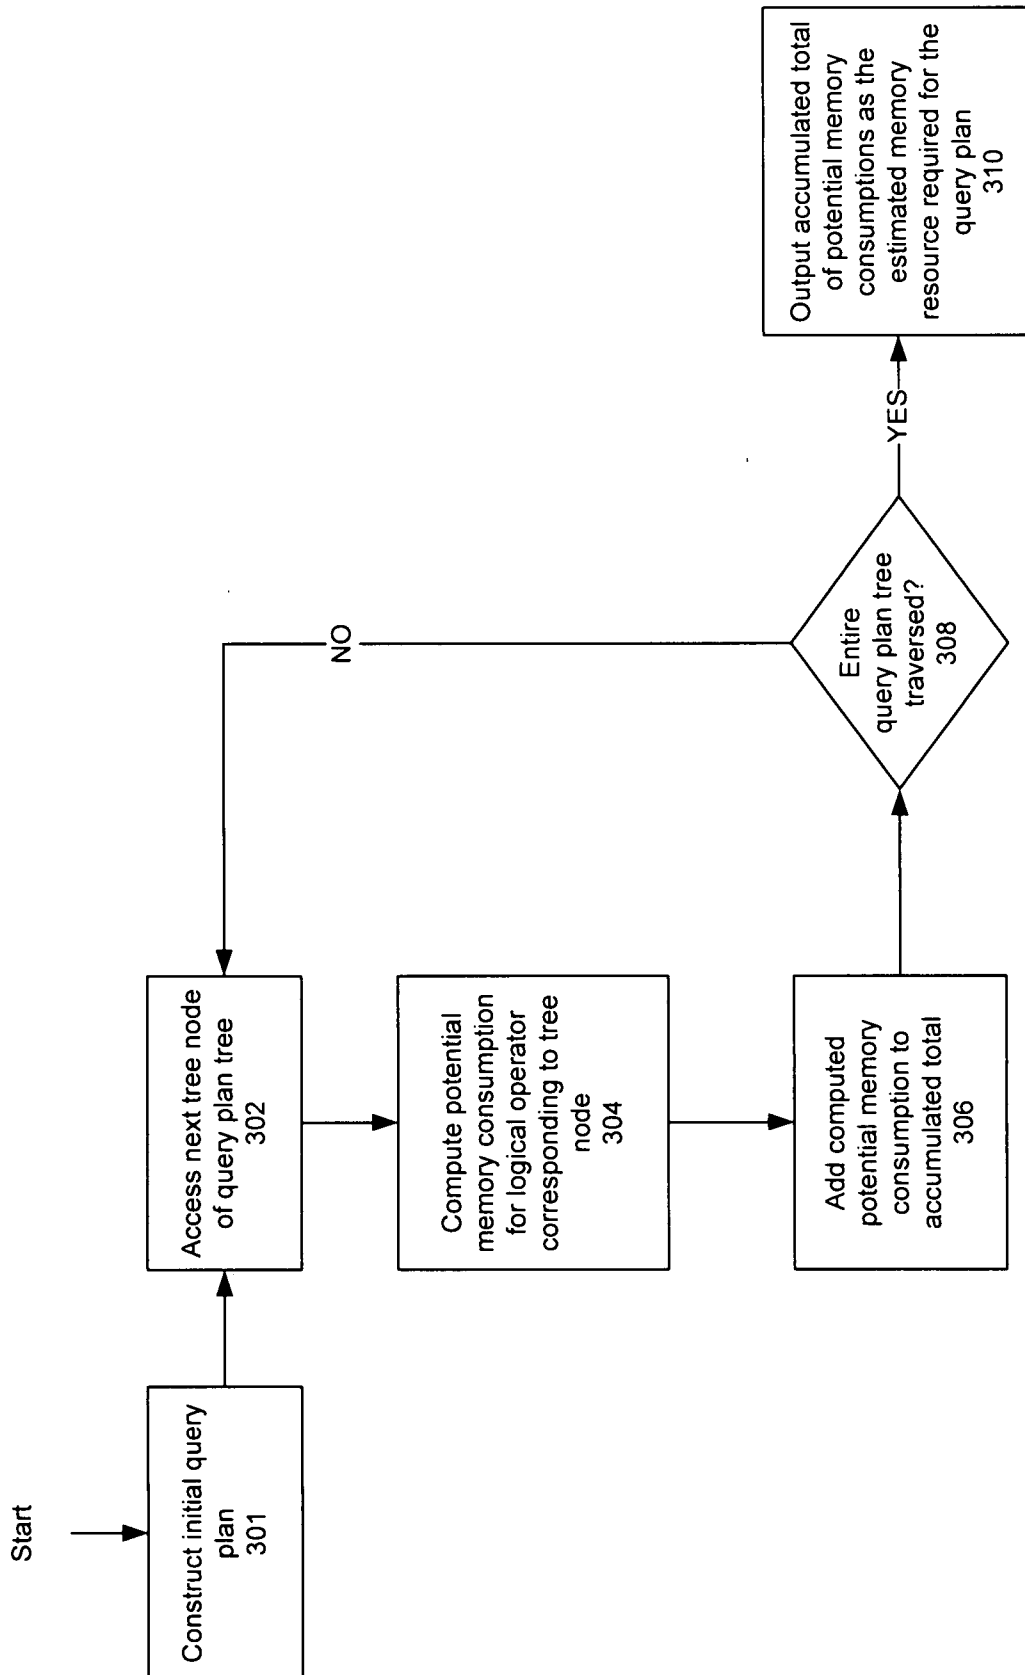 Start
Construct initial query
plan
301
Access next tree node
of query plan tree
302
Compute potential
memory consumption
for logical operator
corresponding to tree
node
304
Add computed
potential memory
consumption to
accumulated total
306
Entire
query plan tree
traversed?
308
NO
YES
Output accumulated total
of potential memory
consumptions as the
estimated memory
resource required for the
query plan
310